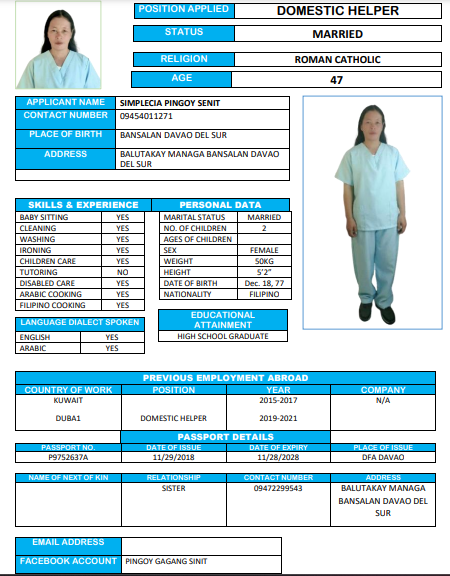 POSITION APPLIED DOMESTIC HELPER
STATUS MARRIED
RELIGION ROMAN CATHOLIC
AGE 47
APPLICANT NAME SIMPLECIA PINGOY SENIT
CONTACT NUMBER 09454011271
PLACE OF BIRTH BANSALAN DAVAO DEL SUR
ADDRESS BALUTAKAY MANAGA BANSALAN DAVAO
DEL SUR
SKILLS & EXPERIENCE PERSONAL DATA
BABY SITTING YES MARITAL STATUS MARRIED
CLEANING YES NO. OF CHILDREN 2
WASHING YES AGES OF CHILDREN
IRONING YES SEX FEMALE
CHILDREN CARE YES WEIGHT 50KG
TUTORING NO HEIGHT 5'2"
DISABLED CARE YES DATE OF BIRTH Dec. 18, 77
ARABIC COOKING YES NATIONALITY FILIPINO
FILIPINO COOKING YES
LANGUAGE DIALECT SPOKEN
ENGLISH YES
ARABIC YES
EDUCATIONAL
ATTAINMENT
HIGH SCHOOL GRADUATE
PREVIOUS EMPLOYMENT ABROAD
COUNTRY OF WORK POSITION YEAR COMPANY
KUWAIT 2015-2017 N/A
DUBA1 DOMESTIC HELPER 2019-2021
PASSPORT DETAILS
PASSPORT NO. DATE OF ISSUE DATE OF EXPIRY PLACE OF ISSUE
P9752637A 11/29/2018 11/28/2028 DFA DAVAO
NAME OF NEXT OF KIN RELATIONSHIP CONTACT NUMBER ADDRESS
SISTER 09472299543 BALUTAKAY MANAGA
BANSALAN DAVAO DEL
SUR
EMAIL ADDRESS
FACEBOOK ACCOUNT PINGOY GAGANG SINIT